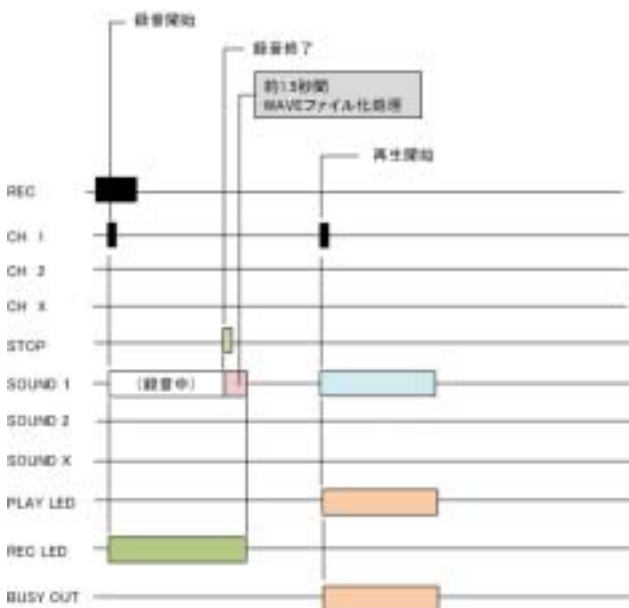 録音開始
録音終了
約1.5秒間
WAVEファイル化処理
再生開始
REC
CH 1
CH 2
CH X
STOP
SOUND 1
(録音中)
SOUND 2
SOUND X
PLAY LED
REC LED
BUSY OUT